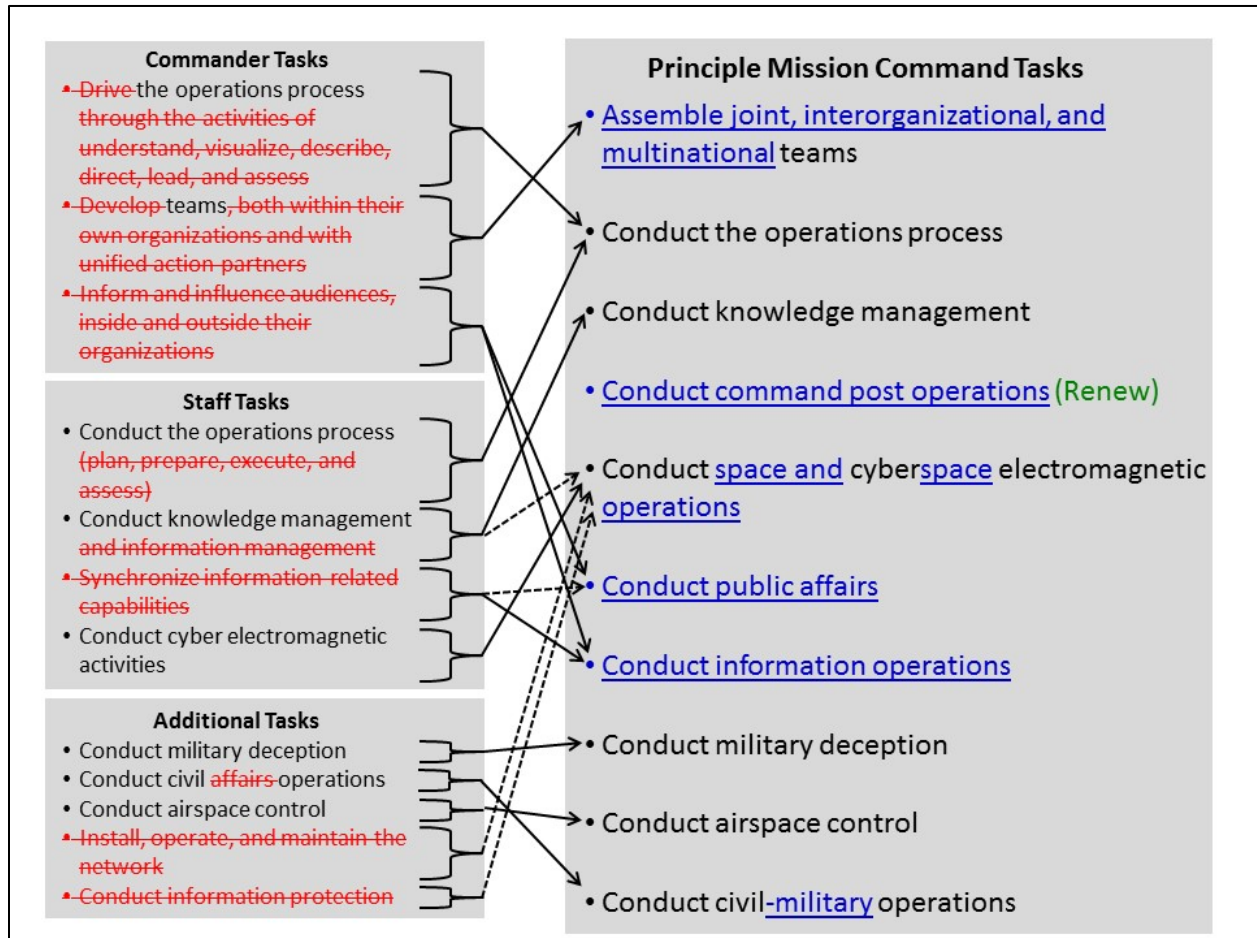 Commander Tasks
• Drive the operations process
through the activities of
understand, visualize, describe,
direct, lead, and assess
• Develop teams, both within their
own organizations and with
unified action partners
• Inform and influence audiences,
inside and outside their
organizations
Staff Tasks
• Conduct the operations process
(plan, prepare, execute, and
assess)
• Conduct knowledge management
and information management
• Synchronize information-related
capabilities
• Conduct cyber electromagnetic
activities
Additional Tasks
• Conduct military deception
• Conduct civil affairs operations
• Conduct airspace control
• Install, operate, and maintain the
network
• Conduct information protection
Principle Mission Command Tasks
• Assemble joint, interorganizational, and
multinational teams
• Conduct the operations process
• Conduct knowledge management
• Conduct command post operations (Renew)
• Conduct space and cyberspace electromagnetic
operations
• Conduct public affairs
• Conduct information operations
• Conduct military deception
• Conduct airspace control
• Conduct civil-military operations